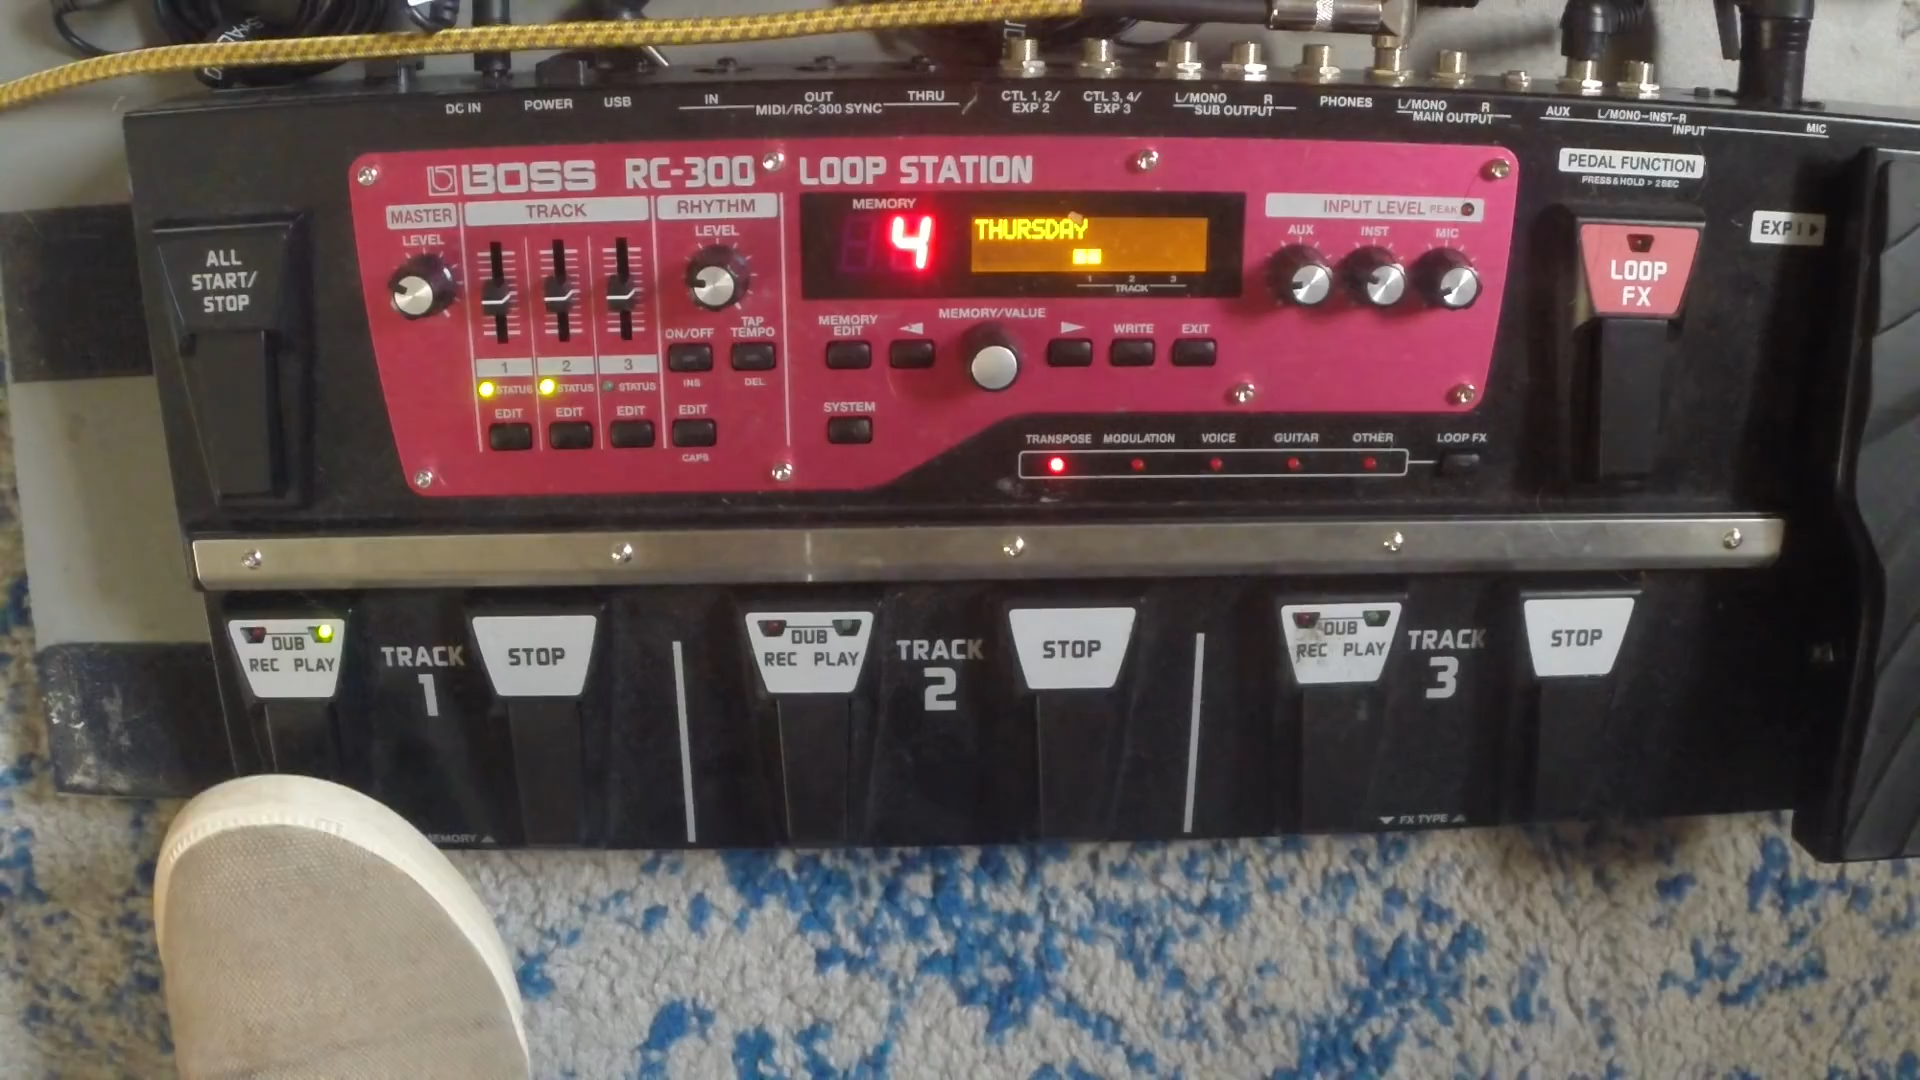 DC IN
POWER
USB
IN
OUT
THRU
MIDI/RC-300 SYNC
CTL 1, 2/
EXP 2
CTL 3, 4/
EXP 3
L/MONO
R
SUB OUTPUT
PHONES
L/MONO
R
MAIN OUTPUT
AUX
L/MONO-INST-R
INPUT
MIC
BOSS RC-300 LOOP STATION
PEDAL FUNCTION
PRESS & HOLD > 2SEC
EXP 1
MASTER
TRACK
RHYTHM
MEMORY
4
THURSDAY
1 2 3
TRACK
INPUT LEVEL PEAK
LEVEL
LEVEL
AUX
INST
MIC
ALL
START/
STOP
LOOP
FX
ON/OFF
TAP
TEMPO
INS
DEL
MEMORY
EDIT
MEMORY/VALUE
WRITE
EXIT
1
2
3
STATUS
STATUS
STATUS
EDIT
EDIT
EDIT
EDIT
CAPS
SYSTEM
TRANSPOSE
MODULATION
VOICE
GUITAR
OTHER
LOOP FX
DUB
REC PLAY
TRACK
1
STOP
DUB
REC PLAY
TRACK
2
STOP
DUB
REC PLAY
TRACK
3
STOP
MEMORY
FX TYPE